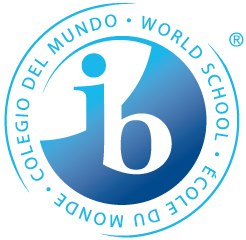 ib
COLEGIO DEL MUNDO · WORLD SCHOOL · ÉCOLE DU MONDE ·
®